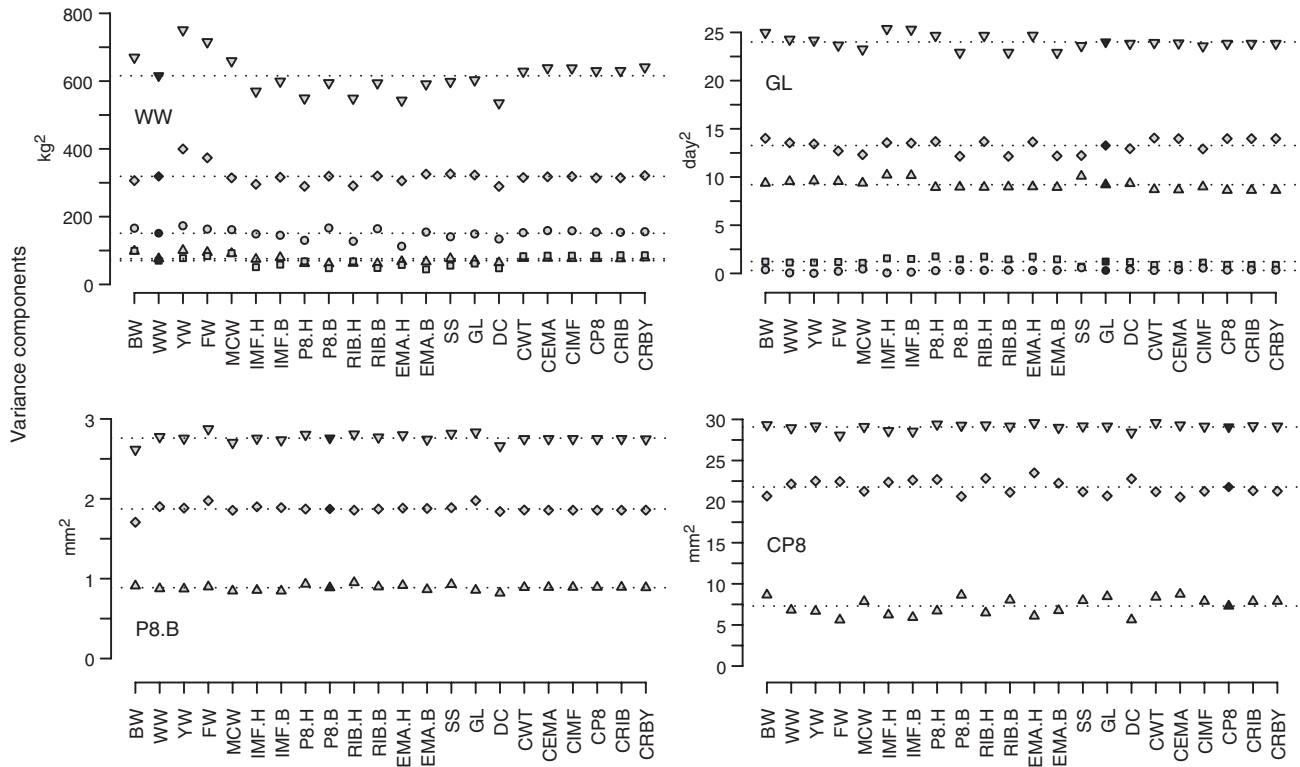 Variance components
kg2
800
600
400
200
0
WW
BW WW YW FW MCW IMF.H IMF.B P8.H P8.B RIB.H RIB.B EMA.H EMA.B SS GL DC CWT CEMA CIMF CP8 CRIB CRBY
day2
25
20
15
10
5
0
GL
BW WW YW FW MCW IMF.H IMF.B P8.H P8.B RIB.H RIB.B EMA.H EMA.B SS GL DC CWT CEMA CIMF CP8 CRIB CRBY
mm2
3
2
1
0
P8.B
BW WW YW FW MCW IMF.H IMF.B P8.H P8.B RIB.H RIB.B EMA.H EMA.B SS GL DC CWT CEMA CIMF CP8 CRIB CRBY
mm2
30
25
20
15
10
5
0
CP8
BW WW YW FW MCW IMF.H IMF.B P8.H P8.B RIB.H RIB.B EMA.H EMA.B SS GL DC CWT CEMA CIMF CP8 CRIB CRBY